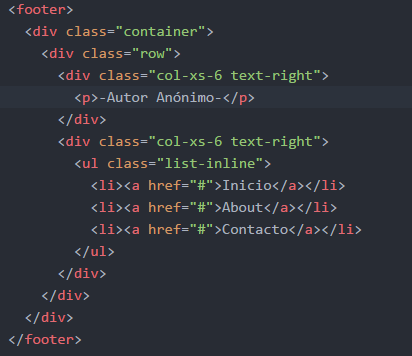 <footer>
  <div class="container">
    <div class="row">
      <div class="col-xs-6 text-right">
        <p>-Autor Anónimo-</p>
      </div>
      <div class="col-xs-6 text-right">
        <ul class="list-inline">
          <li><a href="#">Inicio</a></li>
          <li><a href="#">About</a></li>
          <li><a href="#">Contacto</a></li>
        </ul>
      </div>
    </div>
  </div>
</footer>